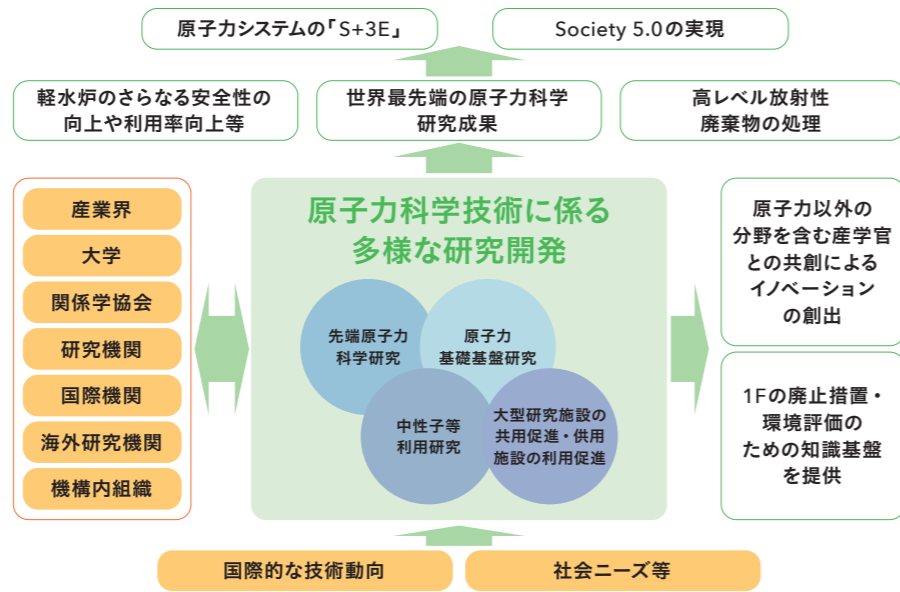 原子力システムの「S+3E」
Society 5.0の実現
軽水炉のさらなる安全性の
向上や利用率向上等
世界最先端の原子力科学
研究成果
高レベル放射性
廃棄物の処理
産業界
大学
関係学協会
研究機関
国際機関
海外研究機関
機構内組織
原子力科学技術に係る
多様な研究開発
先端原子力
科学研究
原子力
基礎基盤研究
中性子等
利用研究
大型研究施設の
共用促進・供用
施設の利用促進
原子力以外の
分野を含む産学官
との共創による
イノベーション
の創出
1Fの廃止措置・
環境評価の
ための知識基盤
を提供
国際的な技術動向
社会ニーズ等